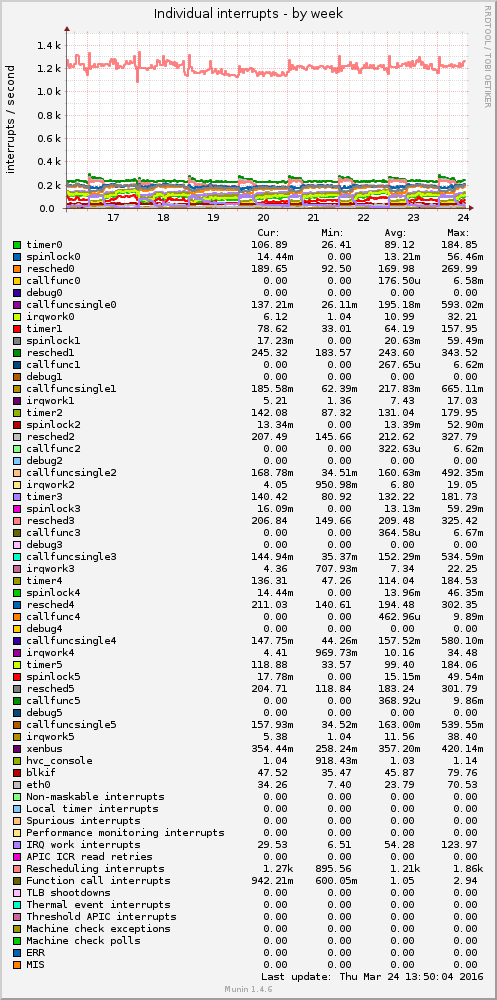 Individual interrupts - by week
RRDTOOL / TOBI OETIKER
interrupts / second
1.4 k
1.2 k
1.0 k
0.8 k
0.6 k
0.4 k
0.2 k
0.0
17 18 19 20 21 22 23 24
Cur: Min: Avg: Max:
timer0 106.89 26.41 89.12 184.85
spinlock0 14.44m 0.00 13.21m 56.46m
resched0 189.65 92.50 169.98 269.99
callfunc0 0.00 0.00 176.50u 6.58m
debug0 0.00 0.00 0.00 0.00
callfuncsingle0 137.21m 26.11m 195.18m 593.02m
irqwork0 6.12 1.04 10.99 32.21
timer1 78.62 33.01 64.19 157.95
spinlock1 17.23m 0.00 20.63m 59.49m
resched1 245.32 183.57 243.60 343.52
callfunc1 0.00 0.00 267.65u 6.62m
debug1 0.00 0.00 0.00 0.00
callfuncsingle1 185.58m 62.39m 217.83m 665.11m
irqwork1 5.21 1.36 7.43 17.03
timer2 142.08 87.32 131.04 179.95
spinlock2 13.34m 0.00 13.39m 52.90m
resched2 207.49 145.66 212.62 327.79
callfunc2 0.00 0.00 322.63u 6.62m
debug2 0.00 0.00 0.00 0.00
callfuncsingle2 168.78m 34.51m 160.63m 492.35m
irqwork2 4.05 950.98m 6.80 19.05
timer3 140.42 80.92 132.22 181.73
spinlock3 16.09m 0.00 13.13m 59.29m
resched3 206.84 149.66 209.48 325.42
callfunc3 0.00 0.00 364.58u 6.67m
debug3 0.00 0.00 0.00 0.00
callfuncsingle3 144.94m 35.37m 152.29m 534.59m
irqwork3 4.36 707.93m 7.34 22.25
timer4 136.31 47.26 114.04 184.53
spinlock4 14.44m 0.00 13.96m 46.35m
resched4 211.03 140.61 194.48 302.35
callfunc4 0.00 0.00 462.96u 9.89m
debug4 0.00 0.00 0.00 0.00
callfuncsingle4 147.75m 44.26m 157.52m 580.10m
irqwork4 4.41 969.73m 10.16 34.48
timer5 118.88 33.57 99.40 184.06
spinlock5 17.78m 0.00 15.15m 49.54m
resched5 204.71 118.84 183.24 301.79
callfunc5 0.00 0.00 368.92u 9.86m
debug5 0.00 0.00 0.00 0.00
callfuncsingle5 157.93m 34.52m 163.00m 539.55m
irqwork5 5.38 1.04 11.56 38.40
xenbus 354.44m 258.24m 357.20m 420.14m
hvc_console 1.04 918.43m 1.03 1.14
blkif 47.52 35.47 45.87 79.76
eth0 34.26 7.40 23.79 70.53
Non-maskable interrupts 0.00 0.00 0.00 0.00
Local timer interrupts 0.00 0.00 0.00 0.00
Spurious interrupts 0.00 0.00 0.00 0.00
Performance monitoring interrupts 0.00 0.00 0.00 0.00
IRQ work interrupts 29.53 6.51 54.28 123.97
APIC ICR read retries 0.00 0.00 0.00 0.00
Rescheduling interrupts 1.27k 895.56 1.21k 1.86k
Function call interrupts 942.21m 600.05m 1.05 2.94
TLB shootdowns 0.00 0.00 0.00 0.00
Thermal event interrupts 0.00 0.00 0.00 0.00
Threshold APIC interrupts 0.00 0.00 0.00 0.00
Machine check exceptions 0.00 0.00 0.00 0.00
Machine check polls 0.00 0.00 0.00 0.00
ERR 0.00 0.00 0.00 0.00
MIS 0.00 0.00 0.00 0.00
Last update: Thu Mar 24 13:50:04 2016
Munin 1.4.6